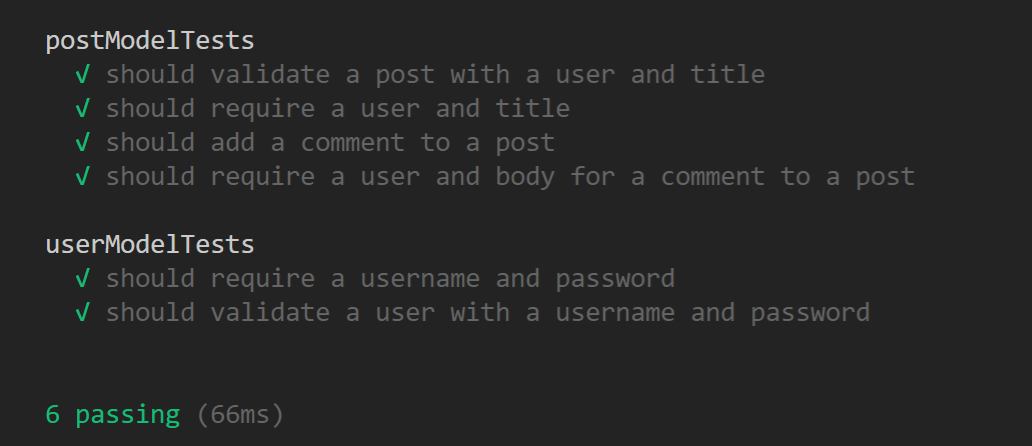 postModelTests
√ should validate a post with a user and title
√ should require a user and title
√ should add a comment to a post
√ should require a user and body for a comment to a post
userModelTests
√ should require a username and password
√ should validate a user with a username and password
6 passing (66ms)